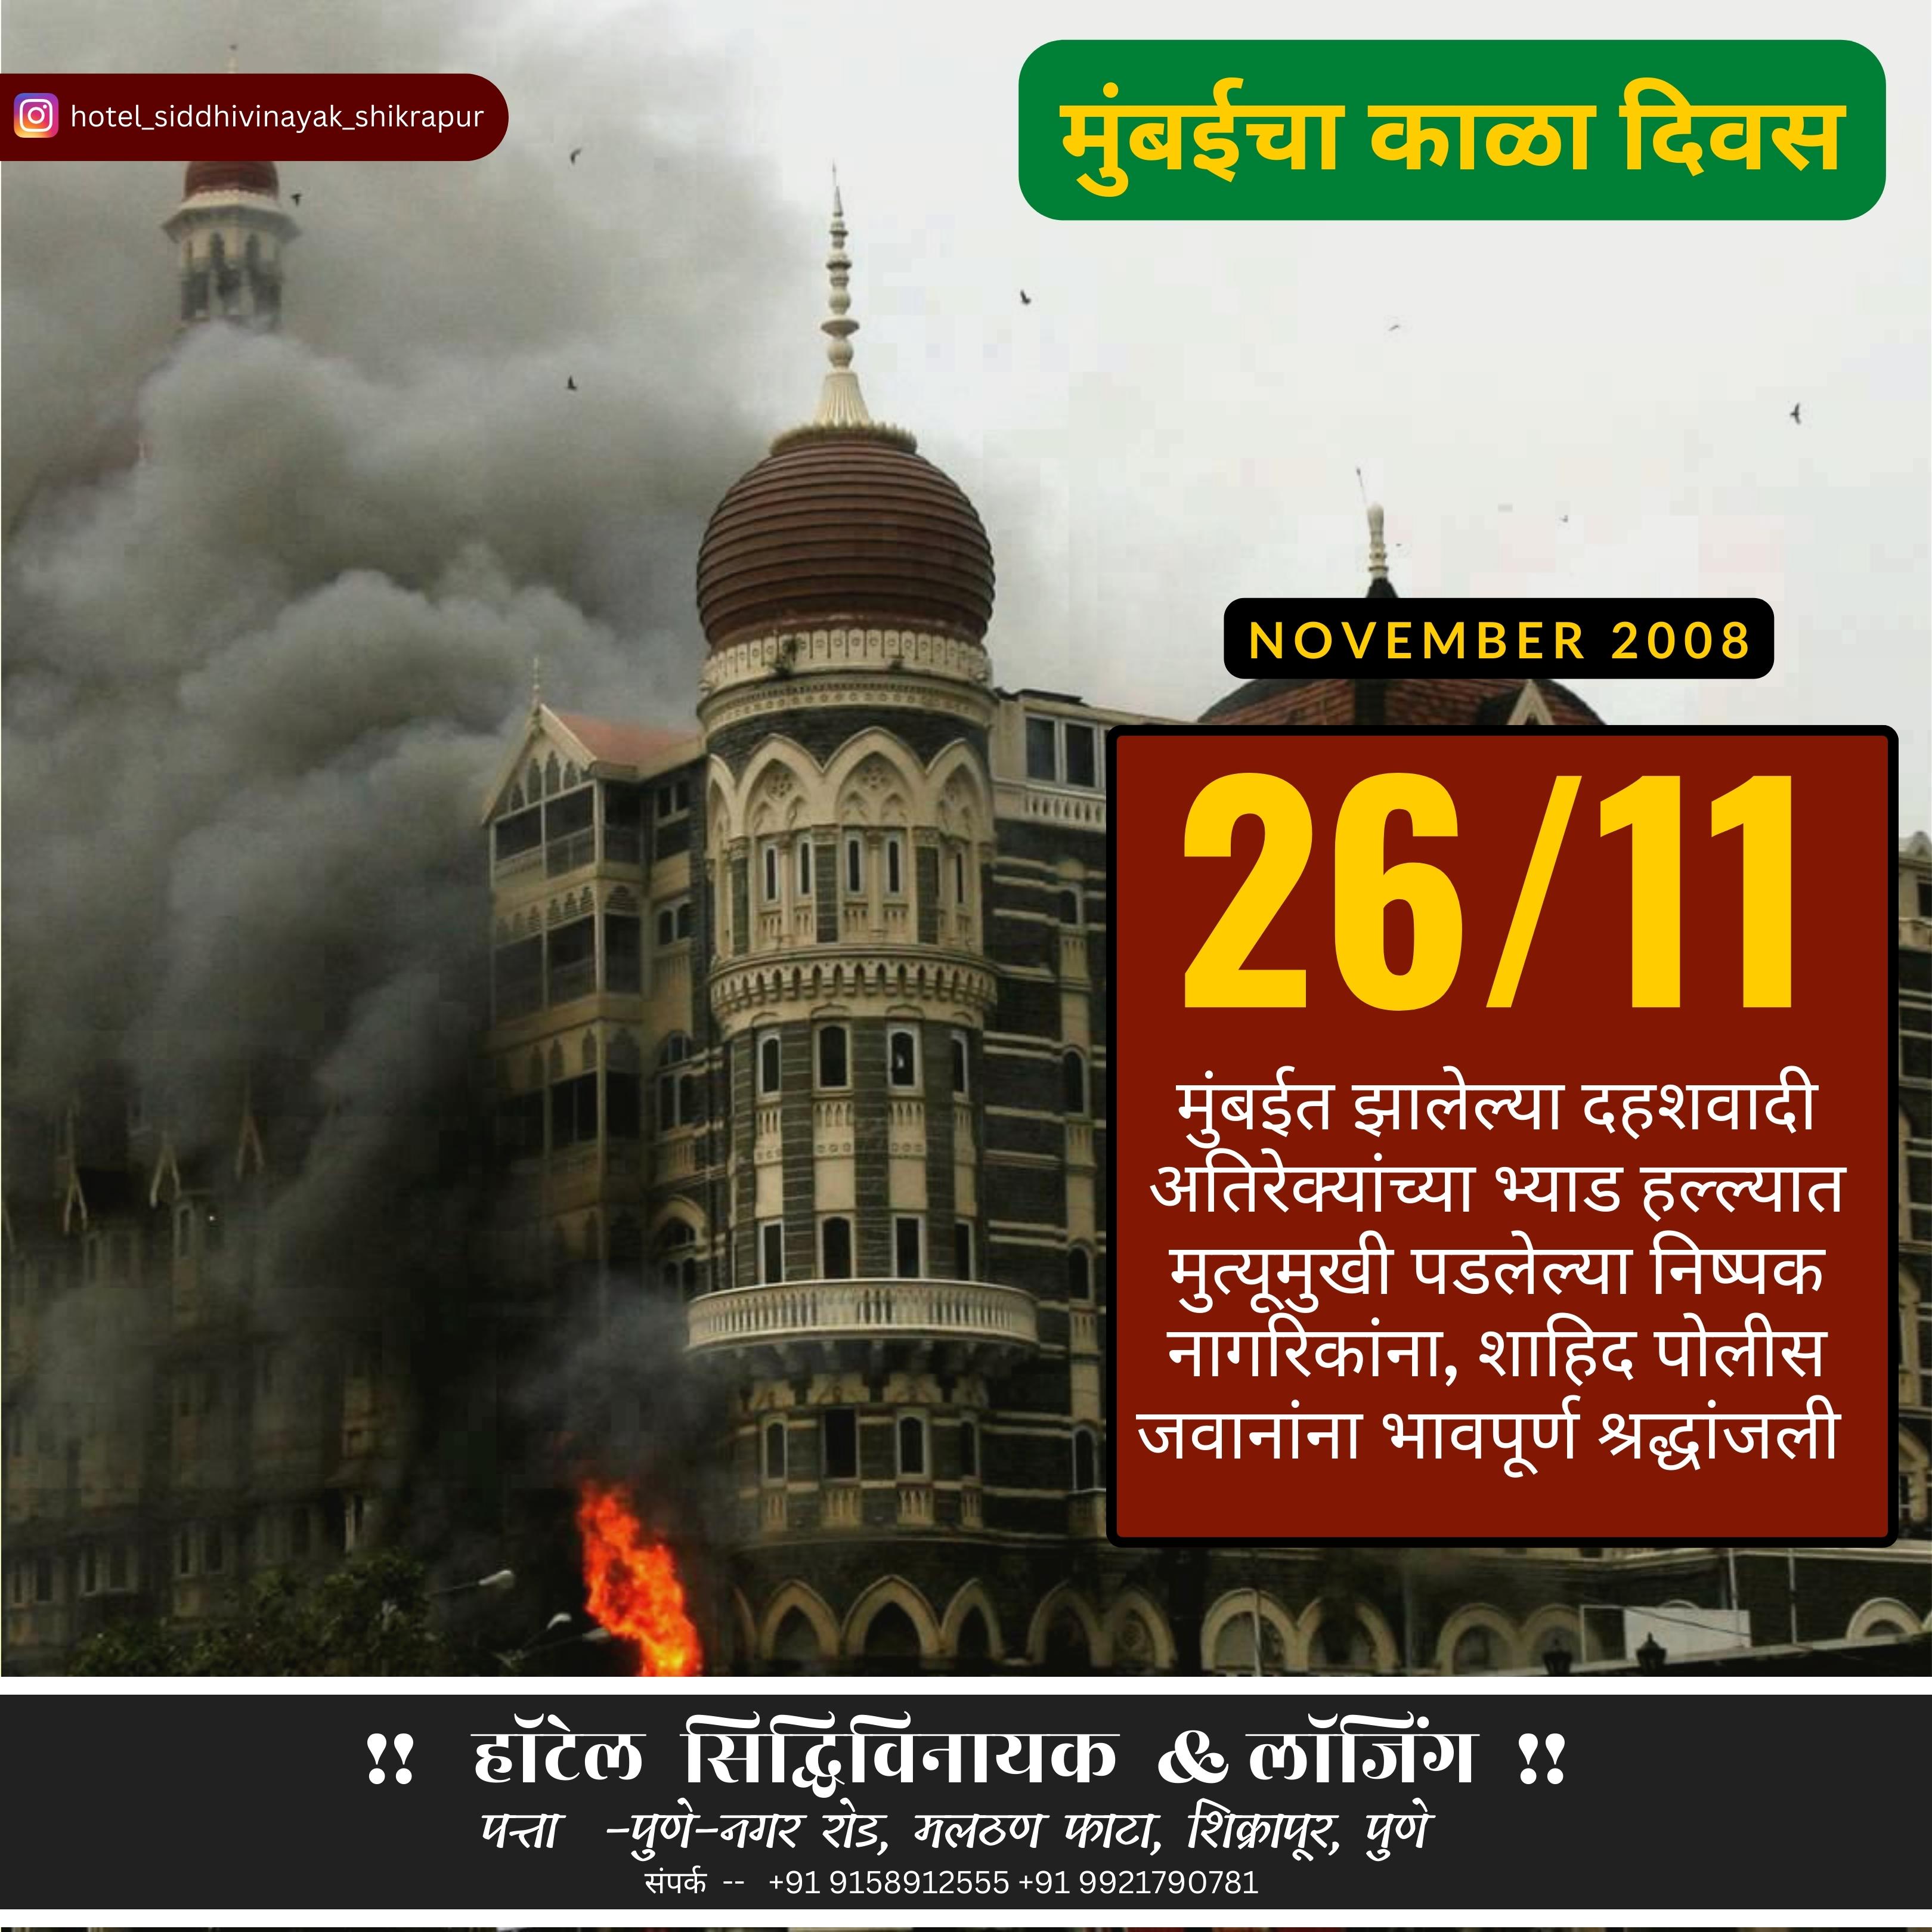 hotel_siddhivinayak_shikrapur
मुंबईचा काळा दिवस
NOVEMBER 2008
26/11
मुंबईत झालेल्या दहशवादी
अतिरेक्यांच्या भ्याड हल्ल्यात
मुत्यूमुखी पडलेल्या निष्पक
नागरिकांना, शाहिद पोलीस
जवानांना भावपूर्ण श्रद्धांजली
!! हॉटेल सिद्धिविनायक & लॉजिंग !!
पत्ता -पुणे-नगर रोड, मलठण फाटा, शिक्रापूर, पुणे
संपर्क -- +91 9158912555 +91 9921790781